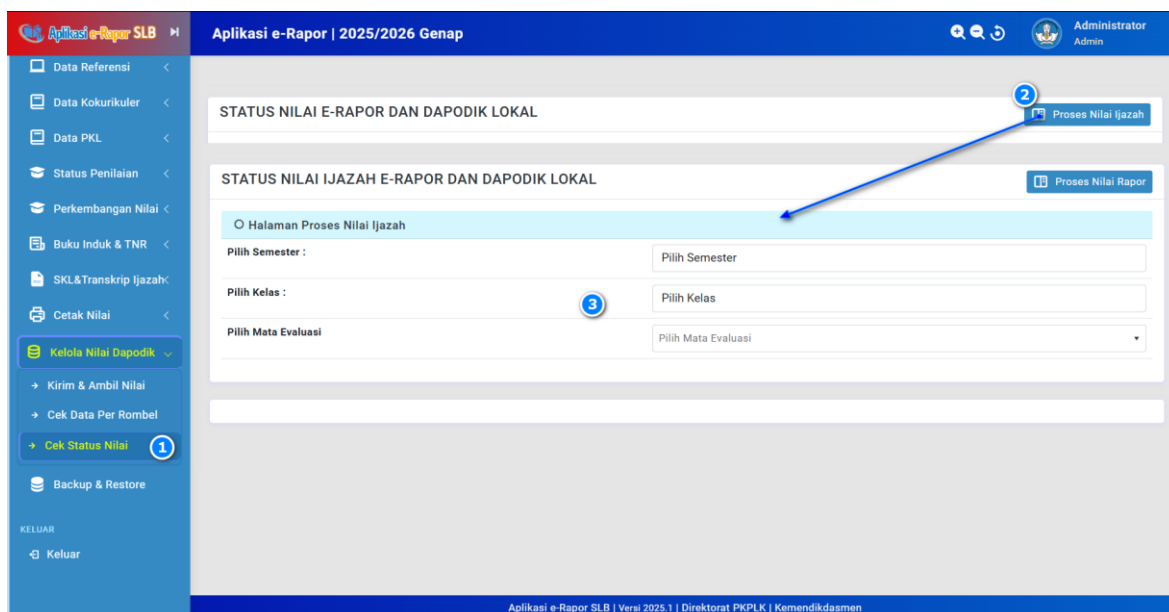 Aplikasi e-Rapor SLB
Aplikasi e-Rapor | 2025/2026 Genap
Administrator
Admin
Data Referensi
Data Kokurikuler
Data PKL
Status Penilaian
Perkembangan Nilai
Buku Induk & TNR
SKL&Transkrip Ijazah
Cetak Nilai
Kelola Nilai Dapodik
Kirim & Ambil Nilai
Cek Data Per Rombel
Cek Status Nilai
1
Backup & Restore
KELUAR
Keluar
STATUS NILAI E-RAPOR DAN DAPODIK LOKAL
2
Proses Nilai Ijazah
STATUS NILAI IJAZAH E-RAPOR DAN DAPODIK LOKAL
Proses Nilai Rapor
Halaman Proses Nilai Ijazah
Pilih Semester :
Pilih Semester
Pilih Kelas :
3
Pilih Kelas
Pilih Mata Evaluasi
Pilih Mata Evaluasi
Aplikasi e-Rapor SLB | Versi 2025.1 | Direktorat PKPLK | Kemendikdasmen